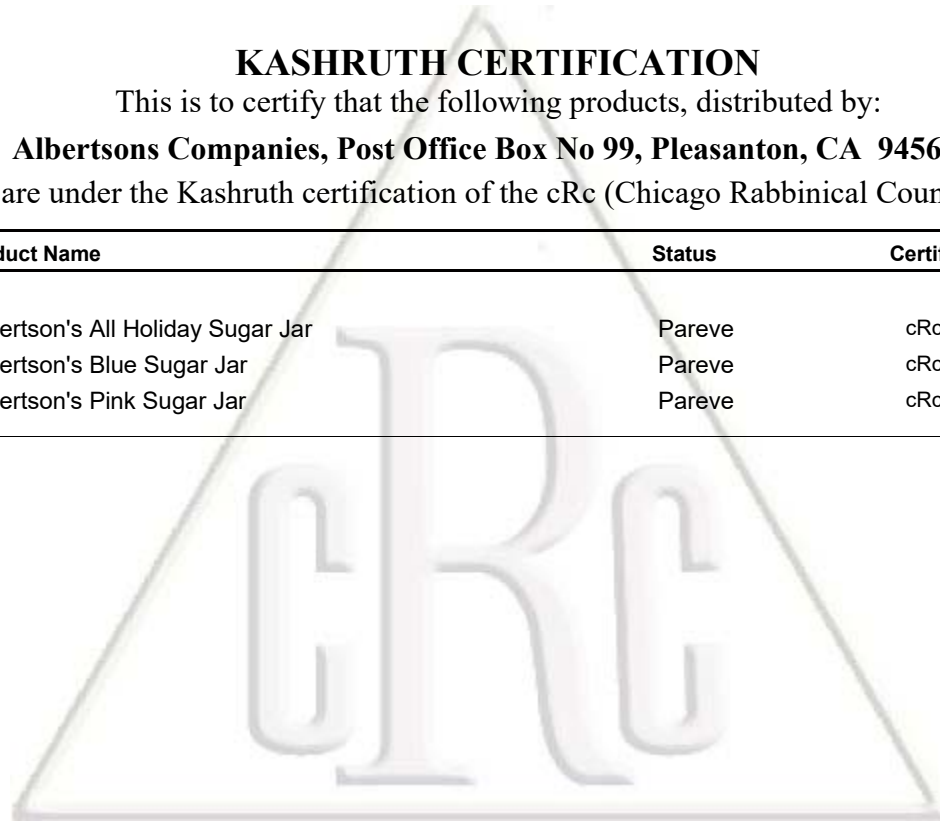 KASHRUTH CERTIFICATION
This is to certify that the following products, distributed by:
Albertsons Companies, Post Office Box No 99, Pleasanton, CA 9456
are under the Kashruth certification of the cRc (Chicago Rabbinical Coun
duct Name Status Certif
ertson's All Holiday Sugar Jar Pareve cRc
ertson's Blue Sugar Jar Pareve cRc
ertson's Pink Sugar Jar Pareve cRc
cRc